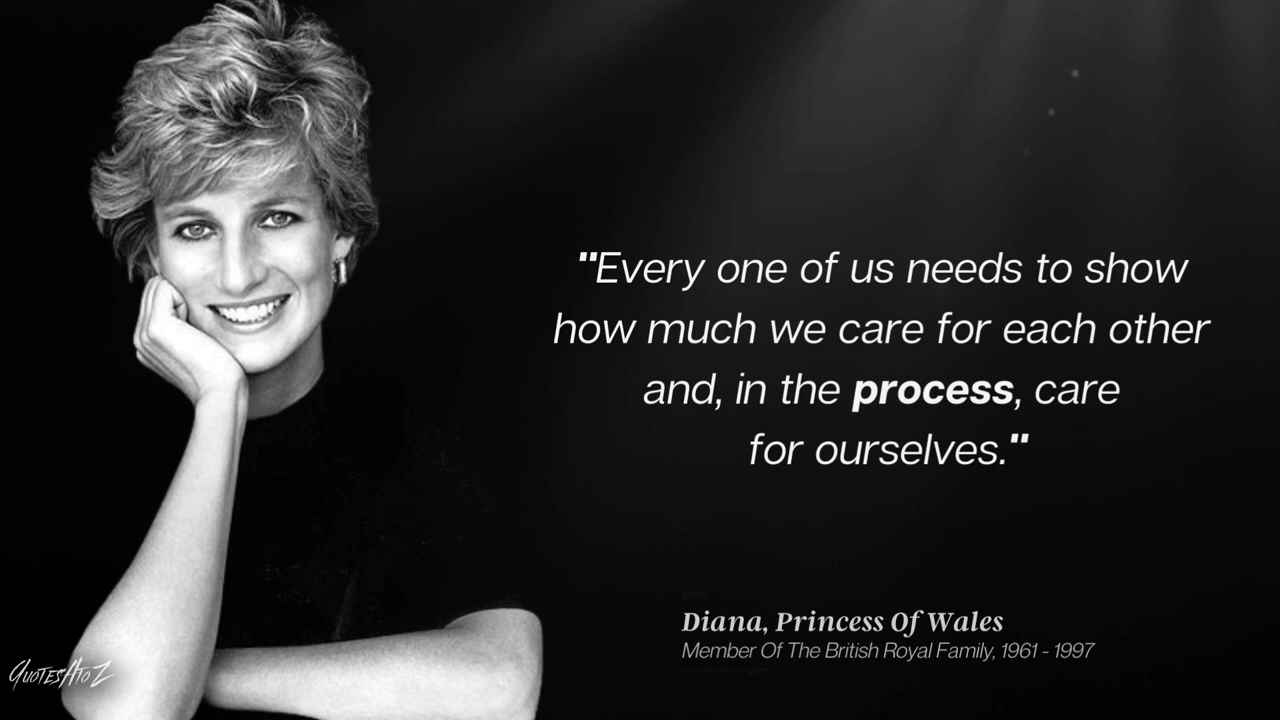 "Every one of us needs to show
how much we care for each other
and, in the process, care
for ourselves."
Diana, Princess Of Wales
Member Of The British Royal Family, 1961 - 1997
QUOTESATOZ